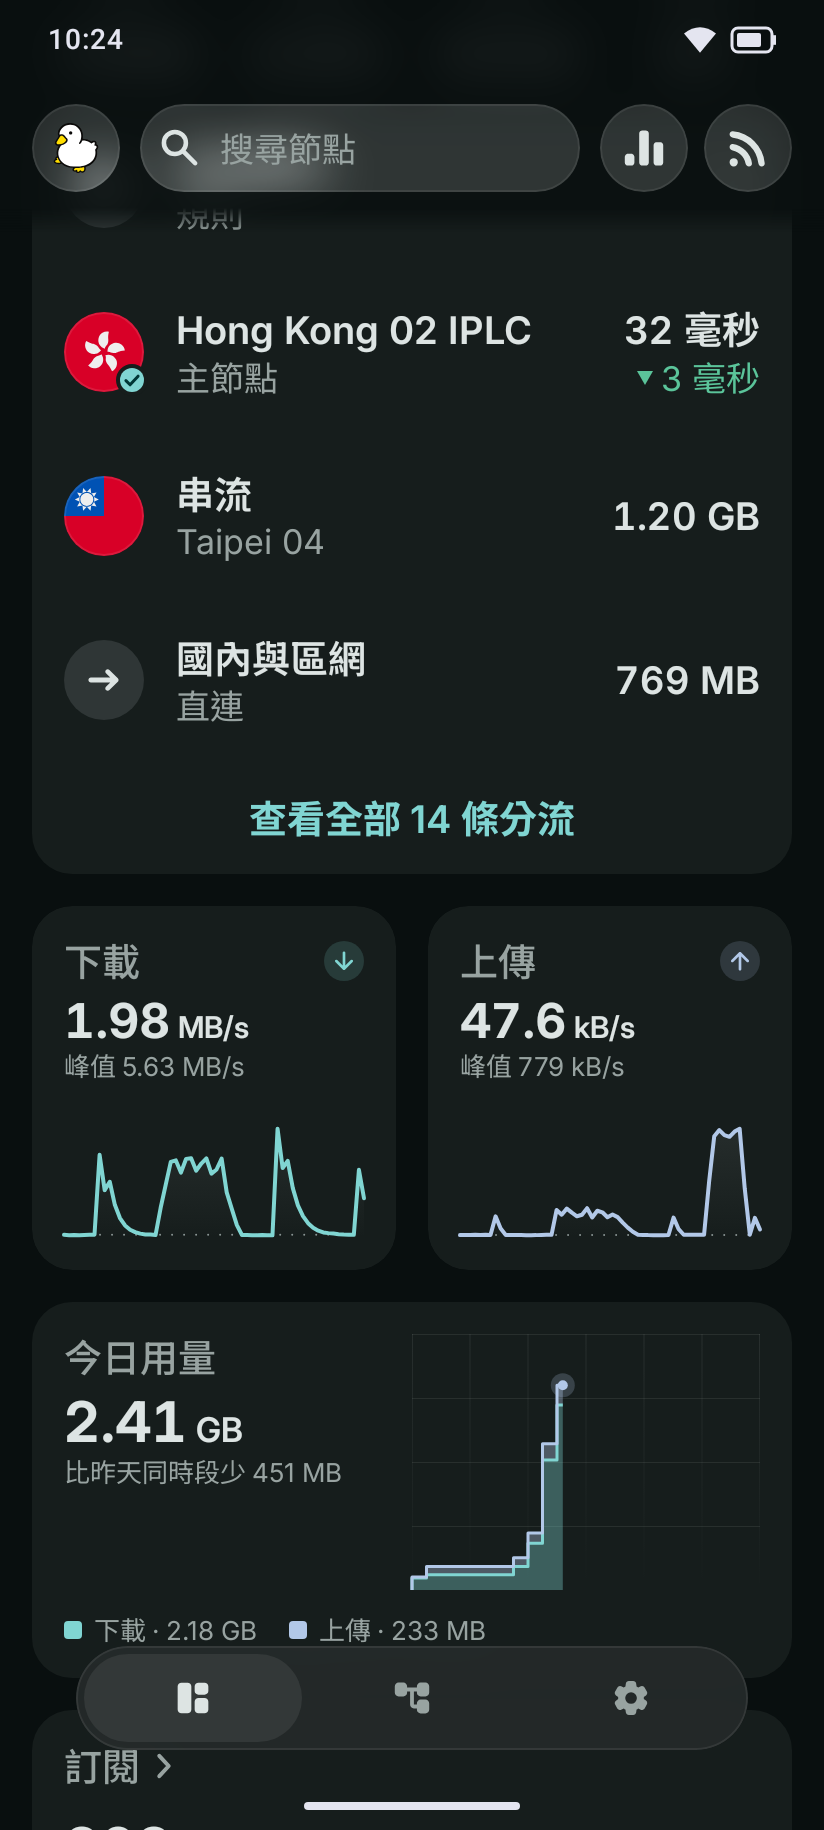 10:24
搜尋節點
規則
Hong Kong 02 IPLC
32 毫秒
主節點
3 毫秒
串流
Taipei 04
1.20 GB
國內與區網
直連
769 MB
查看全部 14 條分流
下載
1.98 MB/s
峰值 5.63 MB/s
上傳
47.6 kB/s
峰值 779 kB/s
今日用量
2.41 GB
比昨天同時段少 451 MB
下載 · 2.18 GB
上傳 · 233 MB
訂閱